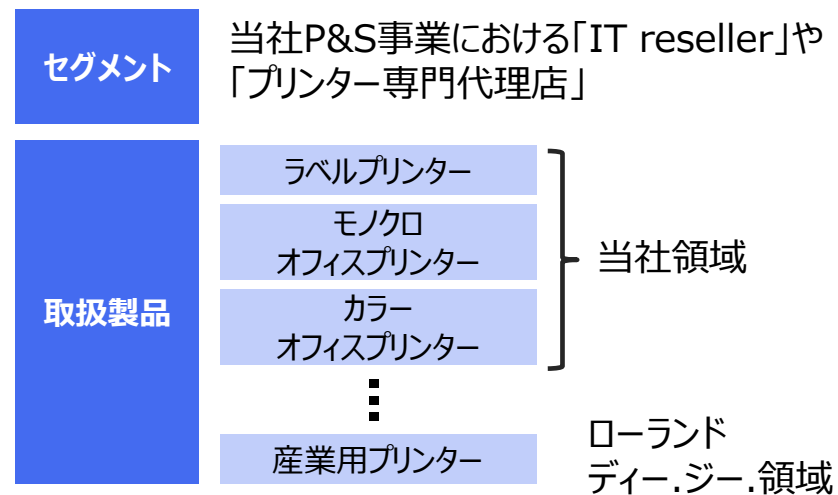 セグメント
当社P&S事業における「IT reseller」や
「プリンター専門代理店」
取扱製品
ラベルプリンター
モノクロ
オフィスプリンター
カラー
オフィスプリンター
当社領域
産業用プリンター
ローランド
ディー.ジー.領域